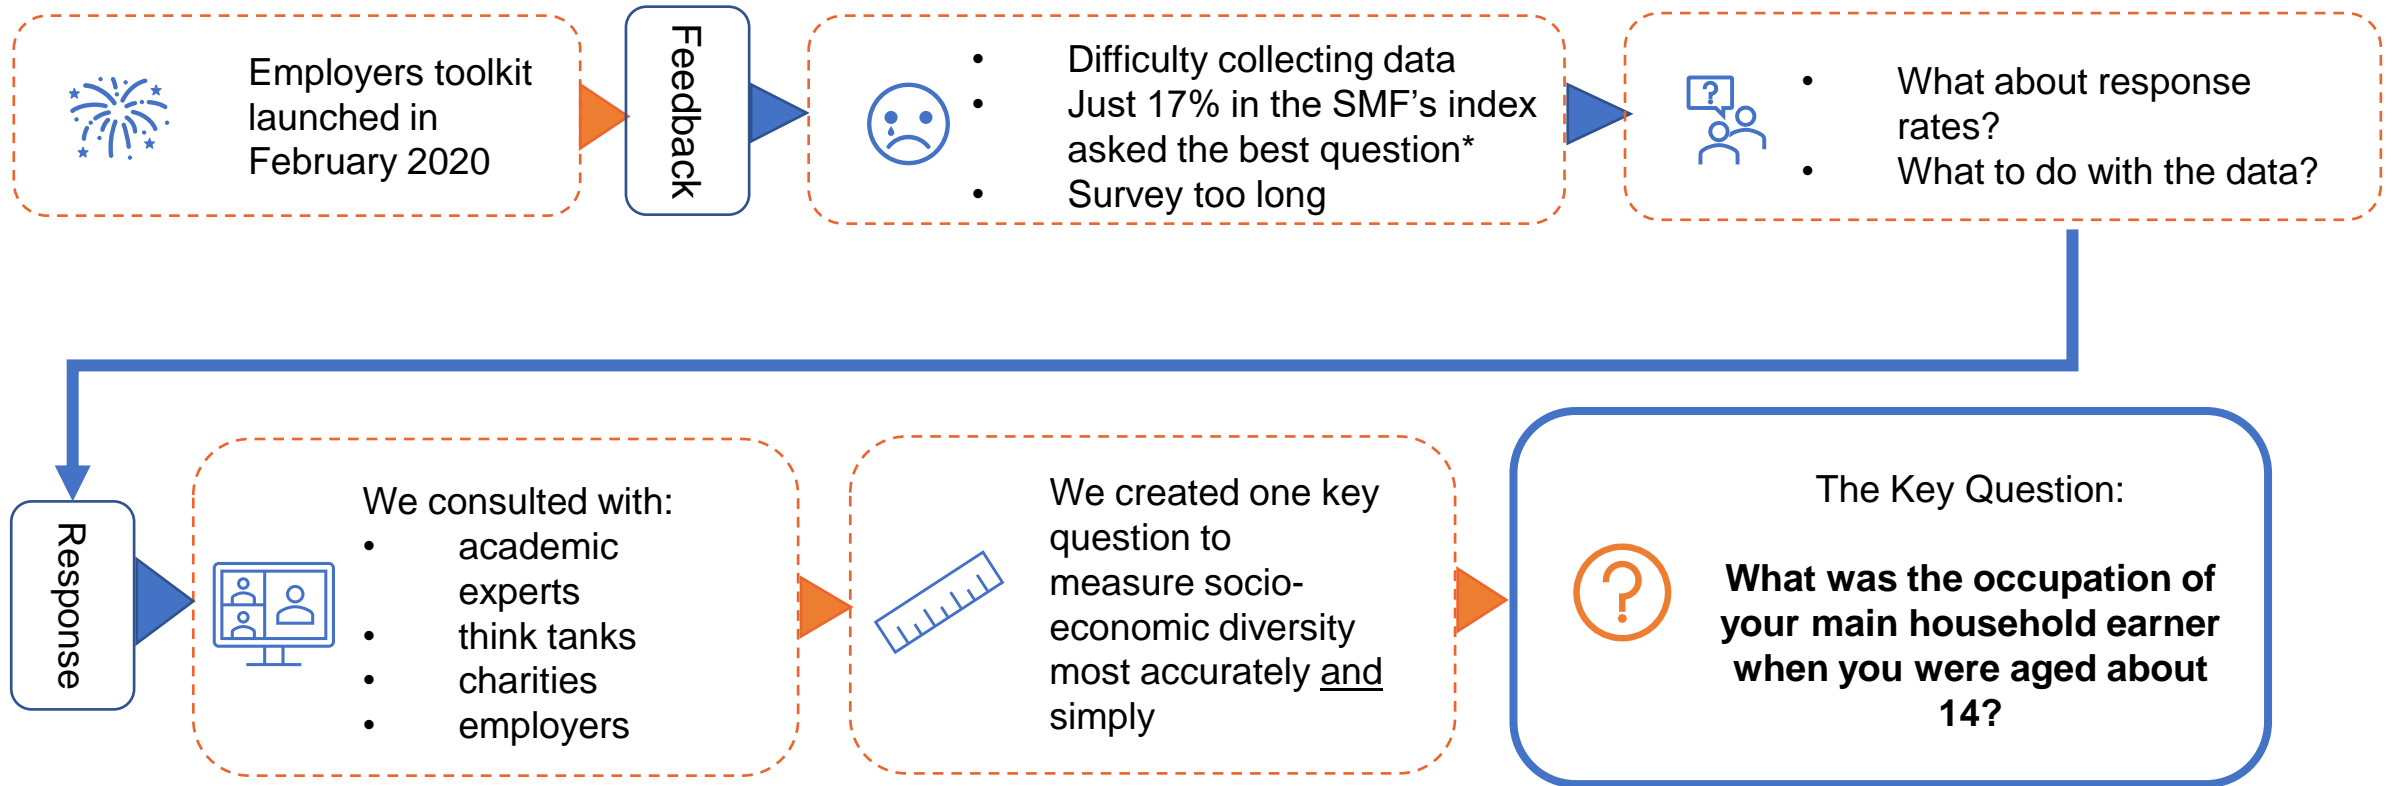 Employers toolkit
launched in
February 2020
Feedback
• Difficulty collecting data
• Just 17% in the SMF’s index
asked the best question*
• Survey too long
?
• What about response
rates?
• What to do with the data?
Response
We consulted with:
• academic
experts
• think tanks
• charities
• employers
We created one key
question to
measure socio-
economic diversity
most accurately and
simply
?
The Key Question:
What was the occupation of
your main household earner
when you were aged about
14?